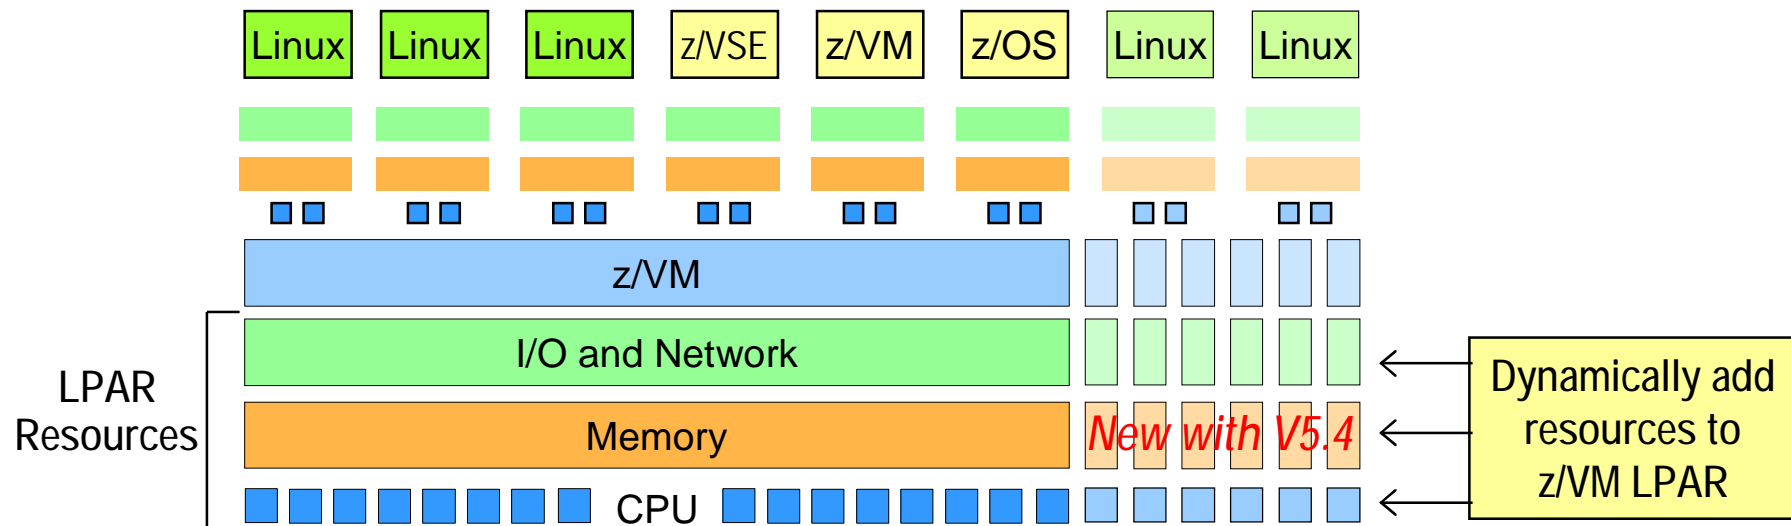 Linux Linux Linux z/VSE z/VM z/OS Linux Linux
z/VM
I/O and Network
LPAR
Resources
Memory
New with V5.4
CPU
Dynamically add
resources to
z/VM LPAR